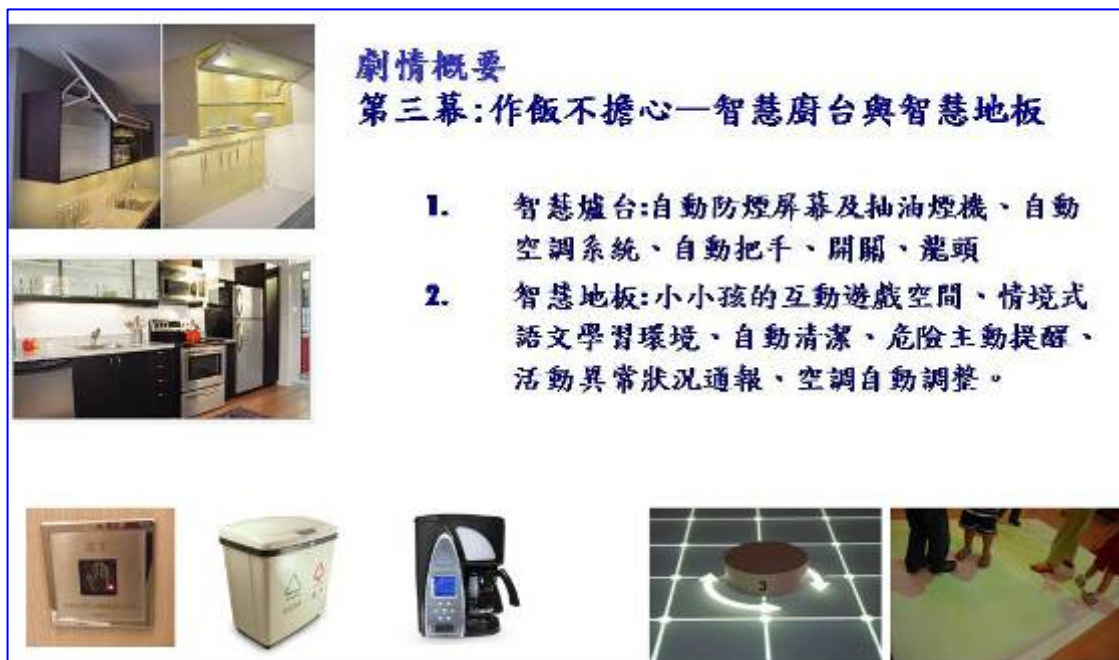 劇情概要
第三幕:作飯不擔心—智慧廚台與智慧地板
1. 智慧爐台:自動防煙屏幕及抽油煙機、自動
空調系統、自動把手、開關、龍頭
2. 智慧地板:小小孩的互動遊戲空間、情境式
語文學習環境、自動清潔、危險主動提醒、
活動異常狀況通報、空調自動調整。
3